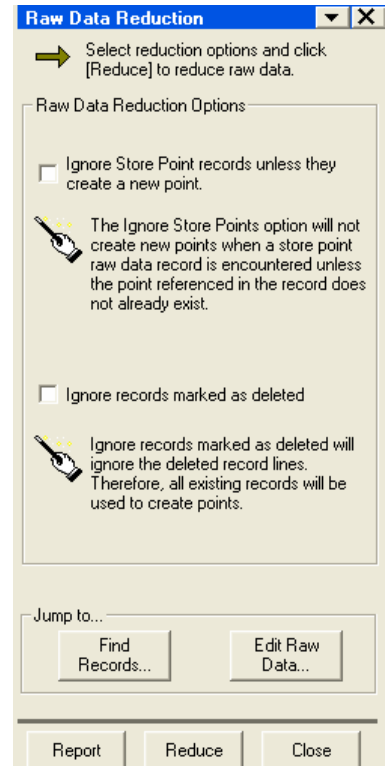 Raw Data Reduction
Select reduction options and click
[Reduce] to reduce raw data.
Raw Data Reduction Options
Ignore Store Point records unless they
create a new point.
The Ignore Store Points option will not
create new points when a store point
raw data record is encountered unless
the point referenced in the record does
not already exist.
Ignore records marked as deleted
Ignore records marked as deleted will
ignore the deleted record lines.
Therefore, all existing records will be
used to create points.
Jump to...
Find
Records...
Edit Raw
Data...
Report
Reduce
Close